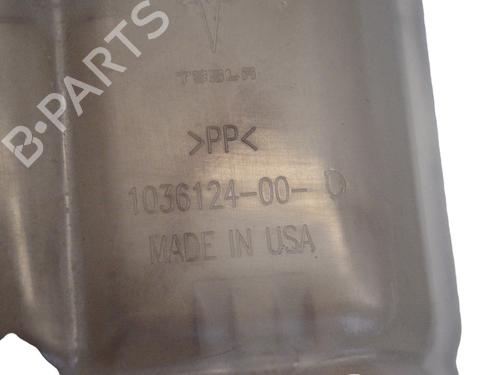 B-PARTS
TESLA
>PP<
1036124-00- D
MADE IN USA